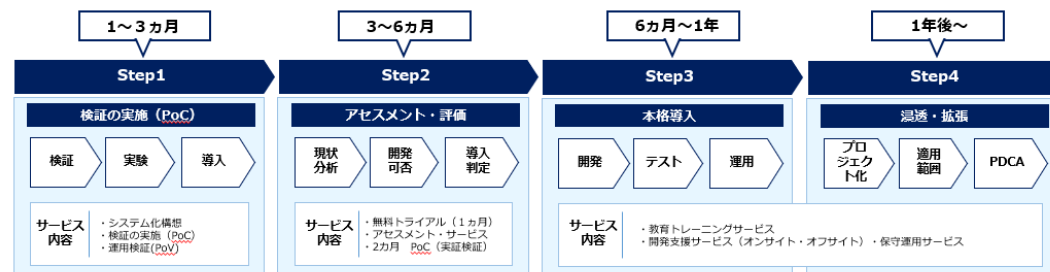 1～３ヵ月
3～6ヵ月
6ヵ月～1年
1年後～
Step1
Step2
Step3
Step4
検証の実施（PoC）
アセスメント・評価
本格導入
浸透・拡張
検証
実験
導入
現状
分析
開発
可否
導入
判定
開発
テスト
運用
プロ
ジェク
ト化
適用
範囲
PDCA
サービス
内容
・システム化構想
・検証の実施（PoC）
・運用検証(PoV)
サービス
内容
・無料トライアル（１ヵ月）
・アセスメント・サービス
・2カ月　PoC（実証検証）
サービス
内容
・教育トレーニングサービス
・開発支援サービス（オンサイト・オフサイト）・保守運用サービス